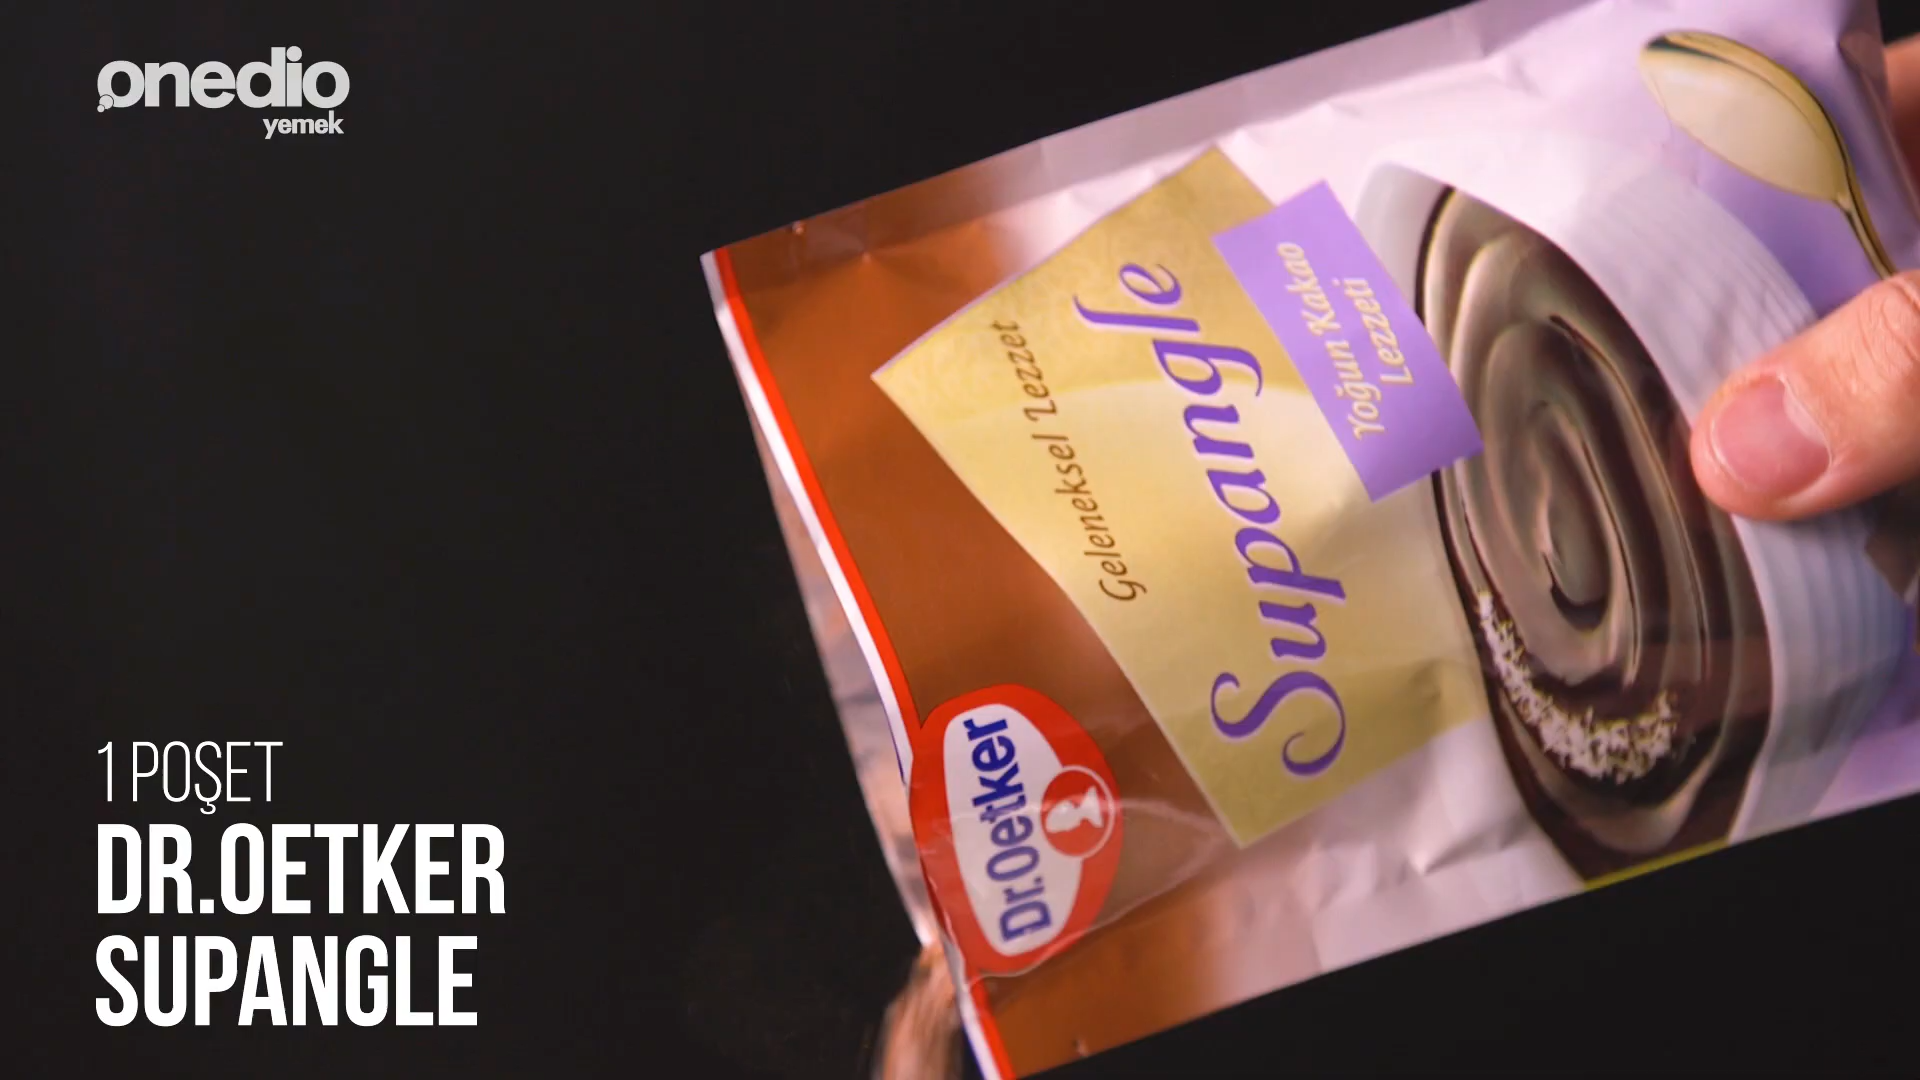 onedio
yemek
1 POŞET
DR.OETKER
SUPANGLE
Geleneksel Lezzet
Supangle
Yoğun Kakao
Lezzeti
Dr.Oetker